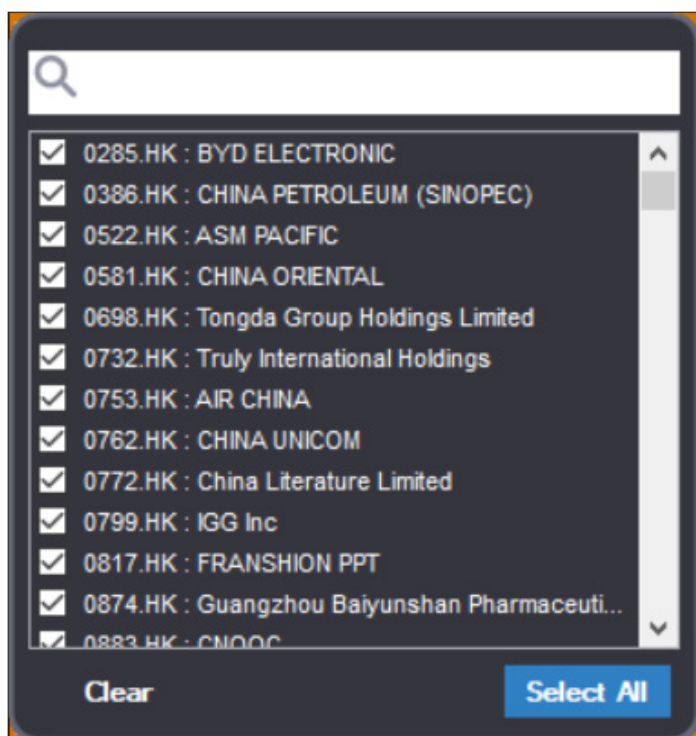 0285.HK : BYD ELECTRONIC
0386.HK : CHINA PETROLEUM (SINOPEC)
0522.HK : ASM PACIFIC
0581.HK : CHINA ORIENTAL
0698.HK : Tongda Group Holdings Limited
0732.HK : Truly International Holdings
0753.HK : AIR CHINA
0762.HK : CHINA UNICOM
0772.HK : China Literature Limited
0799.HK : IGG Inc
0817.HK : FRANSHION PPT
0874.HK : Guangzhou Baiyunshan Pharmaceuti...
0883.HK : CNOOC
Clear
Select All